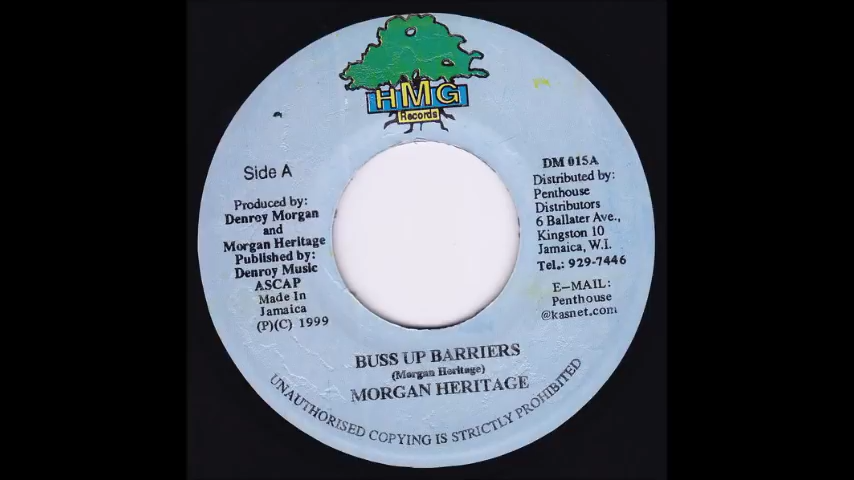 HMG
Records
Side A
Produced by:
Denroy Morgan
and
Morgan Heritage
Published by:
Denroy Music
ASCAP
Made In
Jamaica
(P)(C) 1999
DM 015A
Distributed by:
Penthouse
Distributors
6 Ballater Ave.,
Kingston 10
Jamaica, W.I.
Tel.: 929-7446
E-MAIL:
Penthouse
@kasnet.com
BUSS UP BARRIERS
(Morgan Heritage)
MORGAN HERITAGE
UNAUTHORISED COPYING IS STRICTLY PROHIBITED